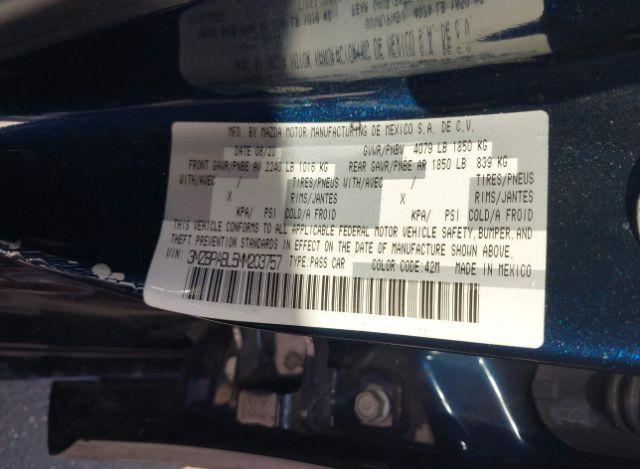 MFD. BY MAZDA MOTOR MANUFACTURING DE MEXICO S.A. DE C.V.
DATE 08/20 GVWR/PNBV 4079 LB 1850 KG
FRONT GAWR/PNBE AV 2240 LB 1016 KG REAR GAWR/PNBE AR 1850 LB 839 KG
WITH/AVEC / TIRES/PNEUS WITH/AVEC / TIRES/PNEUS
X RIMS/JANTES X RIMS/JANTES
KPA/ PSI COLD/A FROID KPA/ PSI COLD/A FROID
THIS VEHICLE CONFORMS TO ALL APPLICABLE FEDERAL MOTOR VEHICLE SAFETY, BUMPER, AND
THEFT PREVENTION STANDARDS IN EFFECT ON THE DATE OF MANUFACTURE SHOWN ABOVE.
VIN: 3MZBPABL5MM203757 TYPE: PASS CAR COLOR CODE: 42M MADE IN MEXICO